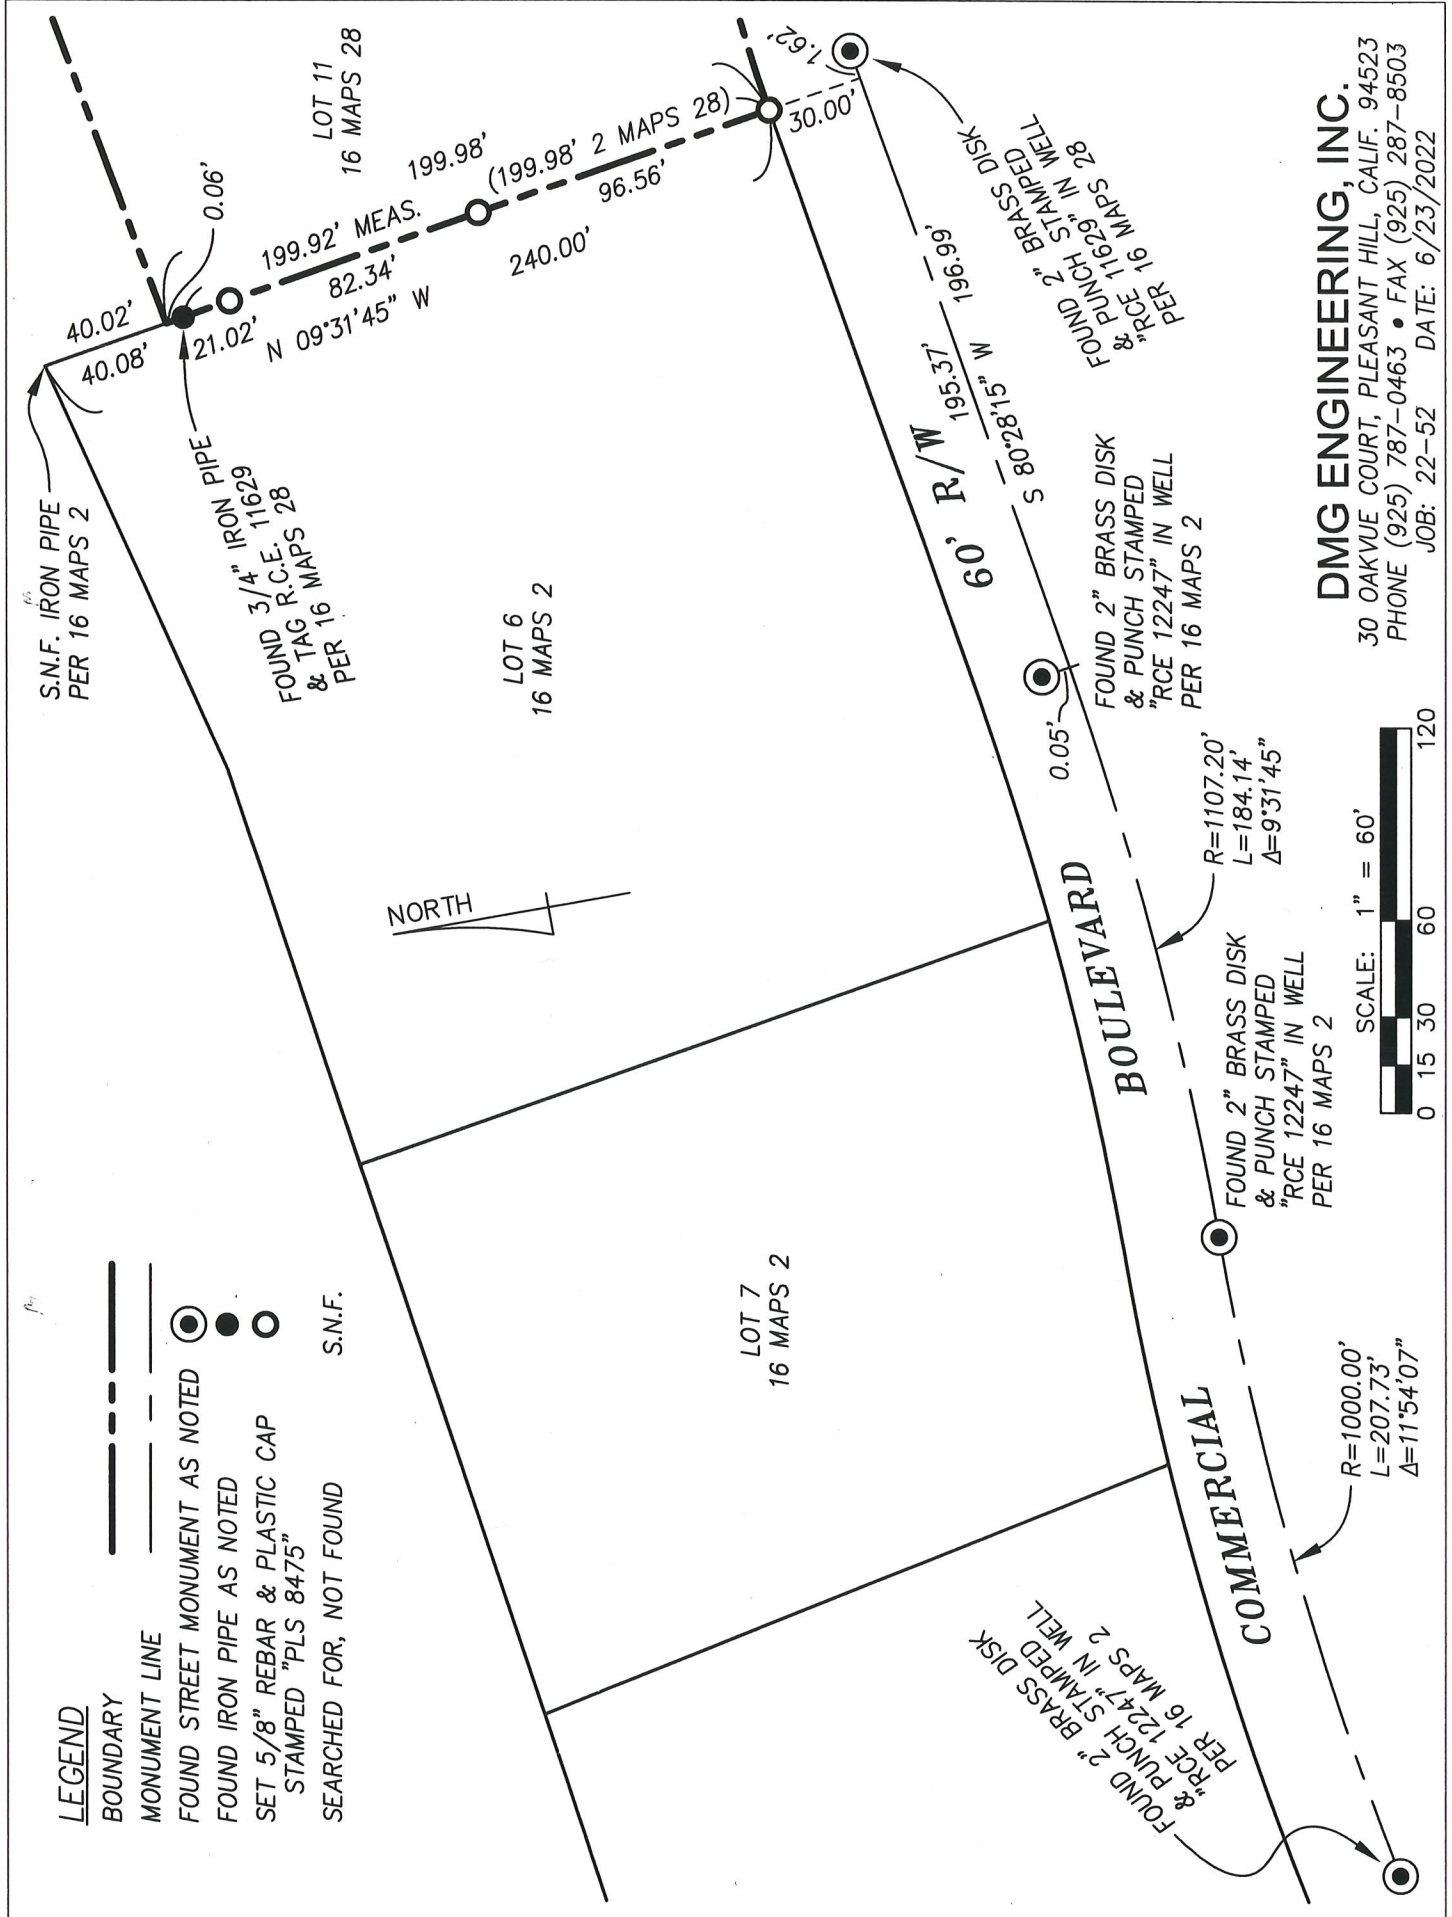 LEGEND
BOUNDARY
MONUMENT LINE
FOUND STREET MONUMENT AS NOTED
FOUND IRON PIPE AS NOTED
SET 5/8" REBAR & PLASTIC CAP
STAMPED "PLS 8475"
SEARCHED FOR, NOT FOUND S.N.F.
S.N.F. IRON PIPE
PER 16 MAPS 2
40.02'
40.08'
0.06'
21.02'
FOUND 3/4" IRON PIPE
& TAG R.C.E. 11629
PER 16 MAPS 28
LOT 11
16 MAPS 28
199.92' MEAS.
199.98'
(199.98' 2 MAPS 28)
82.34'
96.56'
N 09°31'45" W
240.00'
30.00'
1.62'
NORTH
LOT 6
16 MAPS 2
LOT 7
16 MAPS 2
COMMERCIAL BOULEVARD 60' R/W
195.37'
196.99'
S 80°28'15" W
FOUND 2" BRASS DISK
& PUNCH STAMPED
"RCE 11629" IN WELL
PER 16 MAPS 28
0.05'
FOUND 2" BRASS DISK
& PUNCH STAMPED
"RCE 12247" IN WELL
PER 16 MAPS 2
R=1107.20'
L=184.14'
Δ=9°31'45"
FOUND 2" BRASS DISK
& PUNCH STAMPED
"RCE 12247" IN WELL
PER 16 MAPS 2
R=1000.00'
L=207.73'
Δ=11°54'07"
FOUND 2" BRASS DISK
& PUNCH STAMPED
"RCE 12247" IN WELL
PER 16 MAPS 2
SCALE: 1" = 60'
0 15 30 60 120
DMG ENGINEERING, INC.
30 OAKVUE COURT, PLEASANT HILL, CALIF. 94523
PHONE (925) 787-0463 • FAX (925) 287-8503
JOB: 22-52 DATE: 6/23/2022